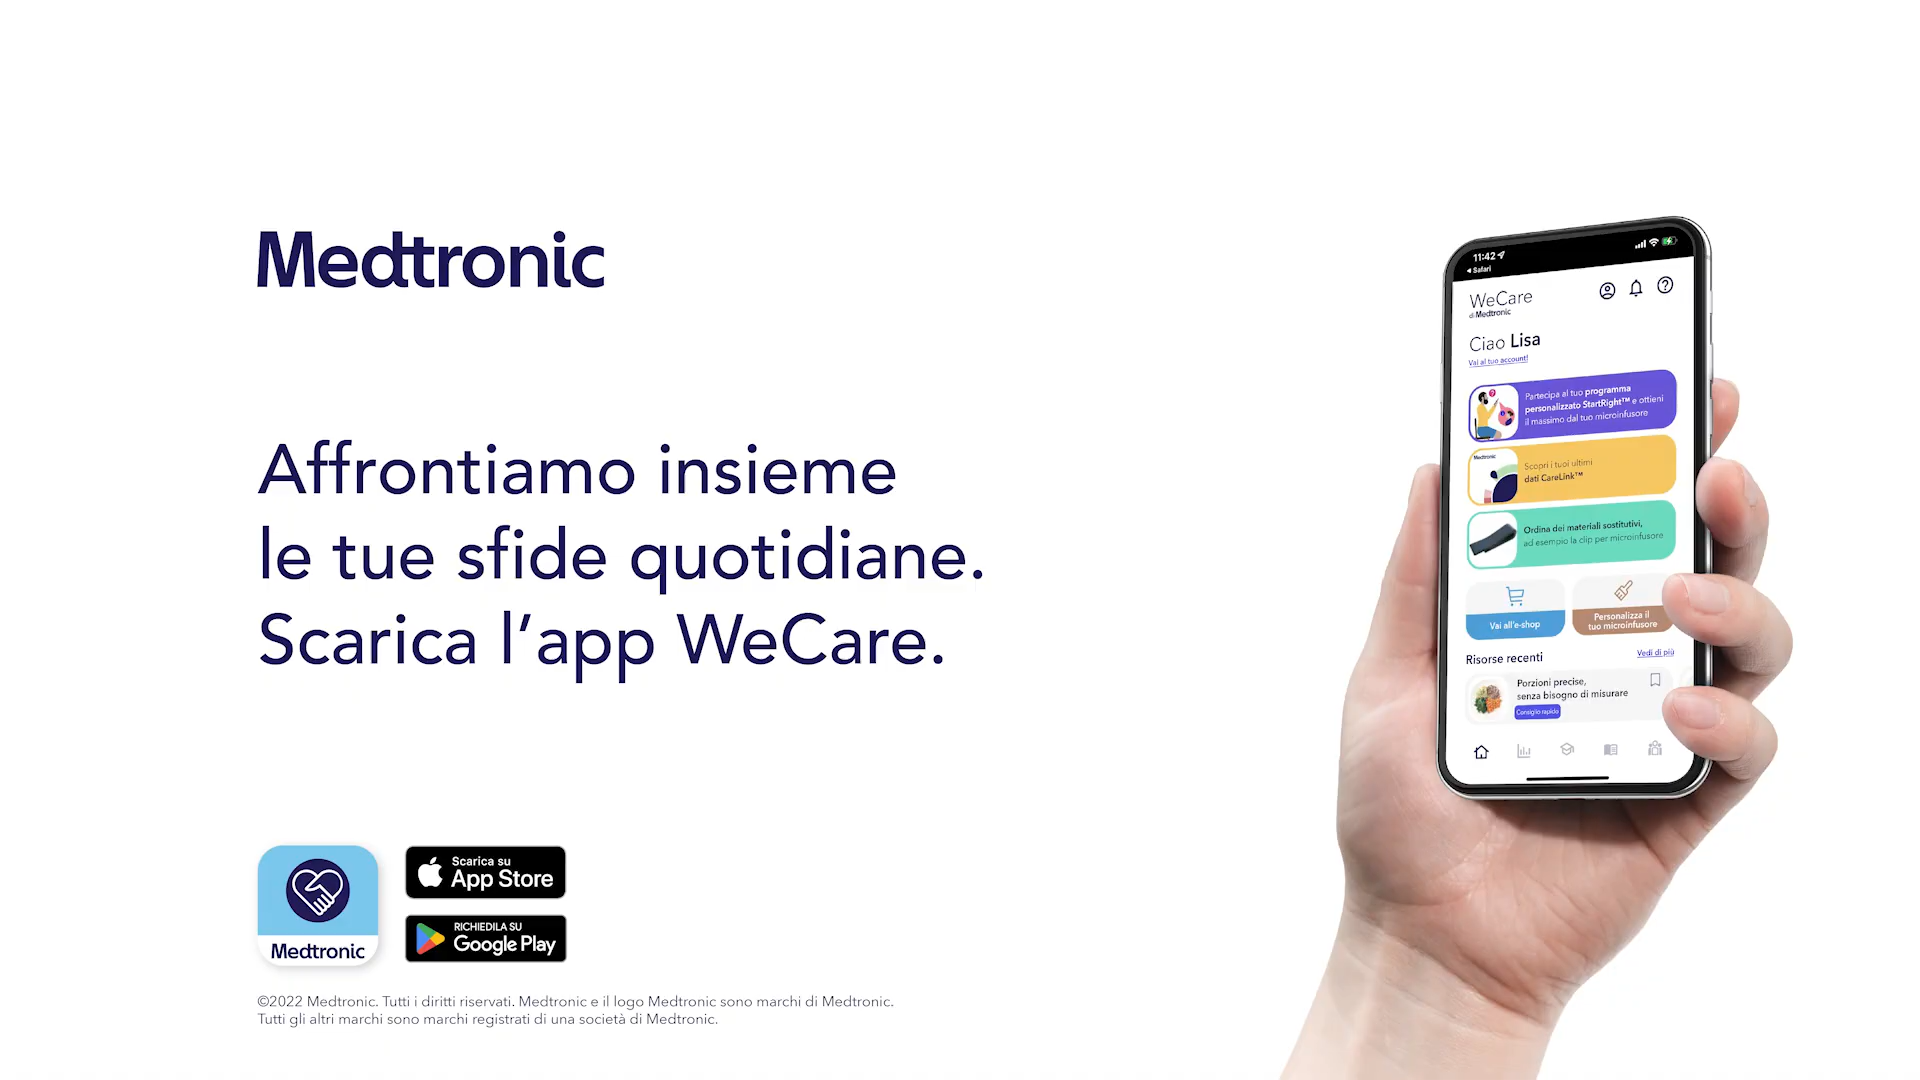 Medtronic
Affrontiamo insieme
le tue sfide quotidiane.
Scarica l’app WeCare.
Medtronic
Scarica su
App Store
RICHIEDILA SU
Google Play
©2022 Medtronic. Tutti i diritti riservati. Medtronic e il logo Medtronic sono marchi di Medtronic.
Tutti gli altri marchi sono marchi registrati di una società di Medtronic.
11:42
Safari
WeCare
di Medtronic
Ciao Lisa
Vai al tuo account!
Partecipa al tuo programma
personalizzato StartRight™ e ottieni
il massimo dal tuo microinfusore
Medtronic
Scopri i tuoi ultimi
dati CareLink™
Ordina dei materiali sostitutivi,
ad esempio la clip per microinfusore
Vai all'e-shop
Personalizza il
tuo microinfusore
Risorse recenti
Vedi di più
Porzioni precise,
senza bisogno di misurare
Consiglio rapido